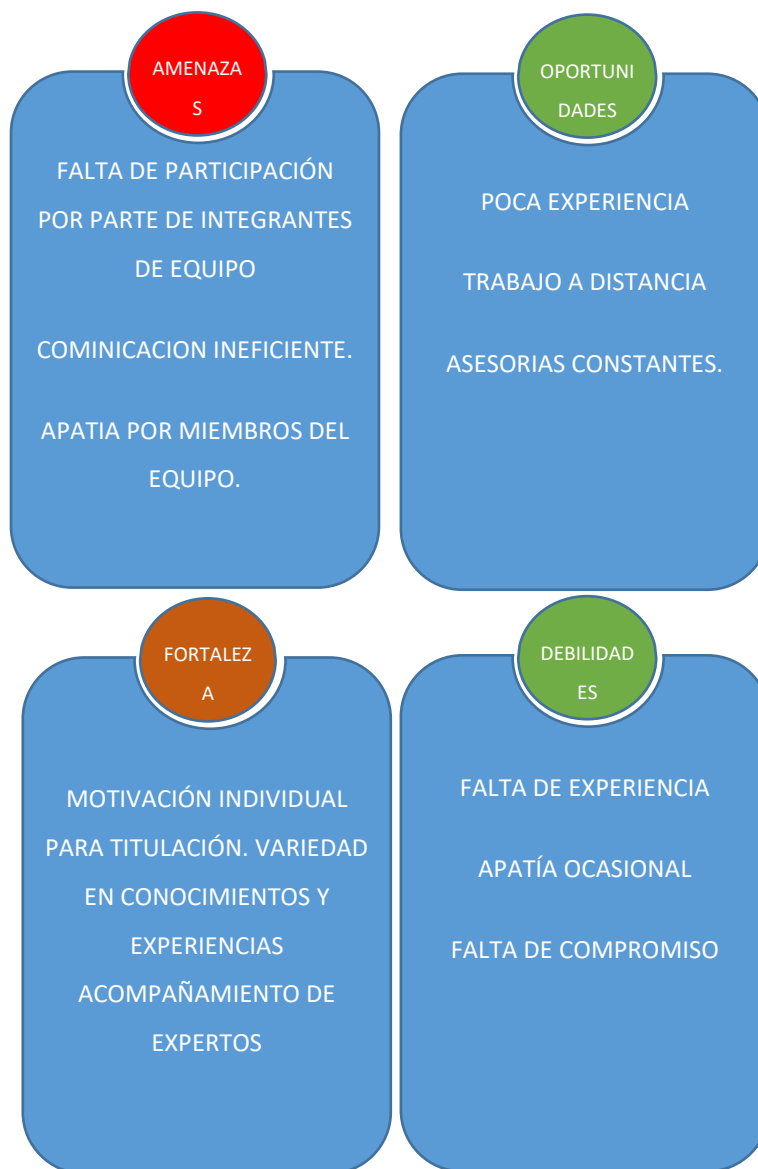 AMENAZA
S
FALTA DE PARTICIPACIÓN
POR PARTE DE INTEGRANTES
DE EQUIPO
COMINICACION INEFICIENTE.
APATIA POR MIEMBROS DEL
EQUIPO.
OPORTUNI
DADES
POCA EXPERIENCIA
TRABAJO A DISTANCIA
ASESORIAS CONSTANTES.
FORTALEZ
A
MOTIVACIÓN INDIVIDUAL
PARA TITULACIÓN. VARIEDAD
EN CONOCIMIENTOS Y
EXPERIENCIAS
ACOMPAÑAMIENTO DE
EXPERTOS
DEBILIDAD
ES
FALTA DE EXPERIENCIA
APATÍA OCASIONAL
FALTA DE COMPROMISO